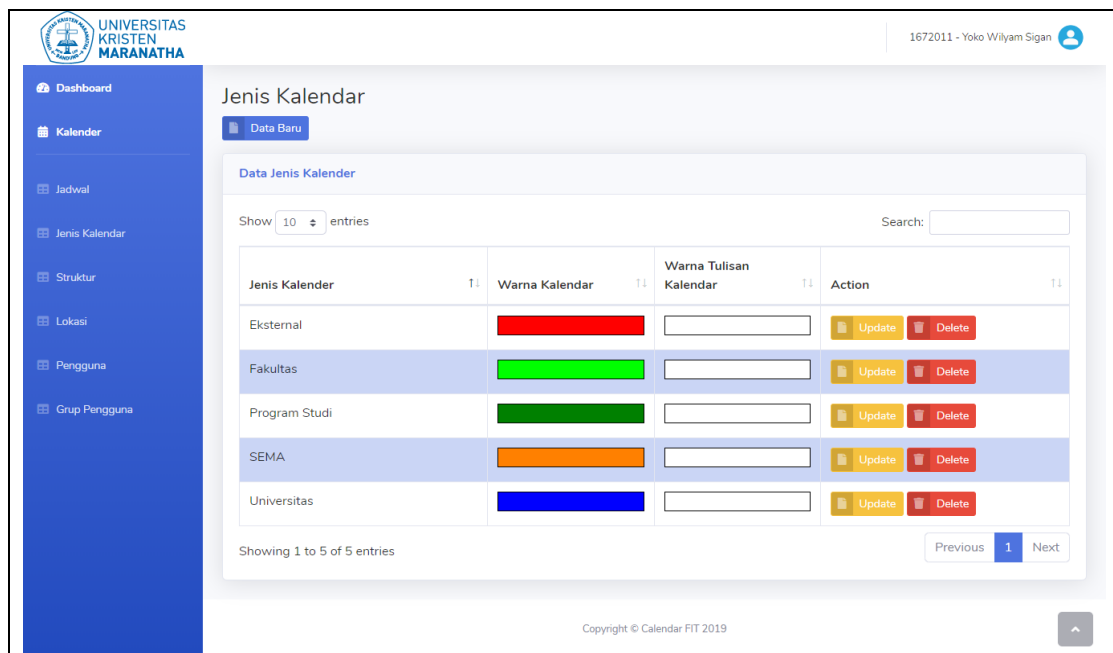 UNIVERSITAS
KRISTEN
MARANATHA
1672011 - Yoko Wilyam Sigan
Dashboard
Kalender
Jadwal
Jenis Kalendar
Struktur
Lokasi
Pengguna
Grup Pengguna
Jenis Kalendar
Data Baru
Data Jenis Kalender
Show 10 entries
Search:
Jenis Kalender Warna Kalendar Warna Tulisan Kalendar Action
Eksternal Update Delete
Fakultas Update Delete
Program Studi Update Delete
SEMA Update Delete
Universitas Update Delete
Showing 1 to 5 of 5 entries
Previous 1 Next
Copyright © Calendar FIT 2019